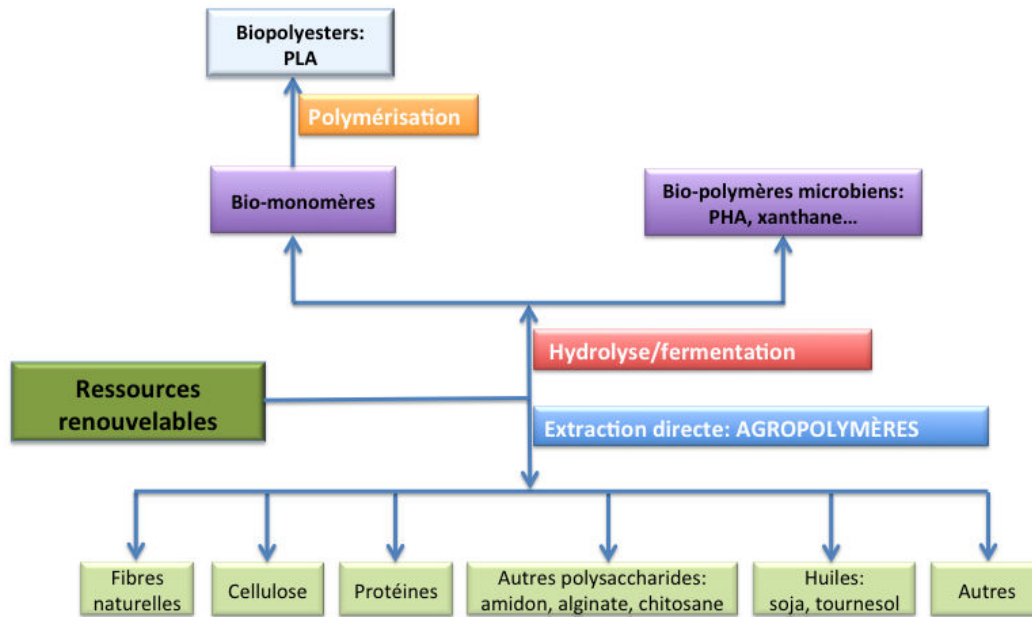 Biopolyesters:
PLA
Polymérisation
Bio-monomères
Bio-polymères microbiens:
PHA, xanthane…
Hydrolyse/fermentation
Ressources
renouvelables
Extraction directe: AGROPOLYMÈRES
Fibres
naturelles
Cellulose
Protéines
Autres polysaccharides:
amidon, alginate, chitosane
Huiles:
soja, tournesol
Autres